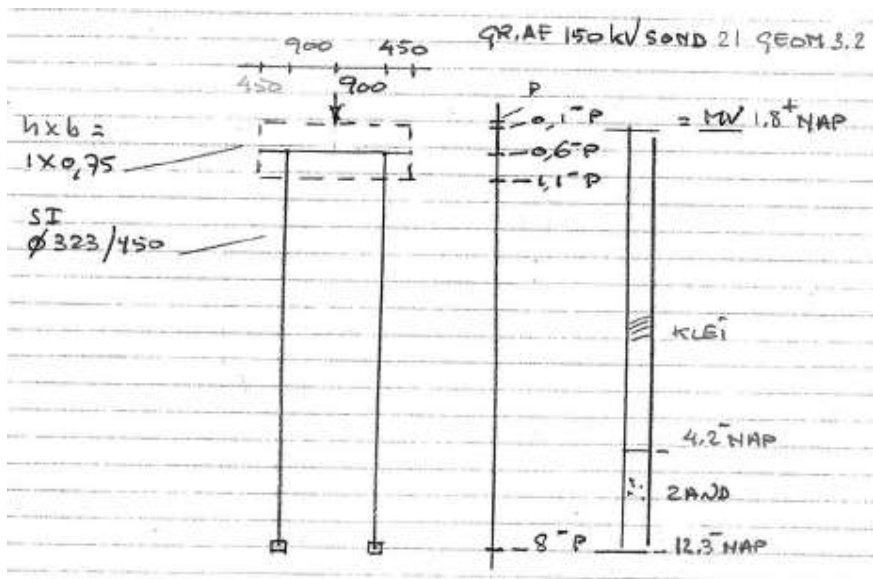 GR. AF 150 kV SOND 21 GEOM 3.2
900 450
450 900
P
0,1⁻P = MV 1.8⁺ NAP
h x b =
1 x 0,75
0,6⁻P
1,1⁻P
SI
ø 323/450
KLEI
4.2⁻ NAP
ZAND
8⁻P
12.3⁻ NAP